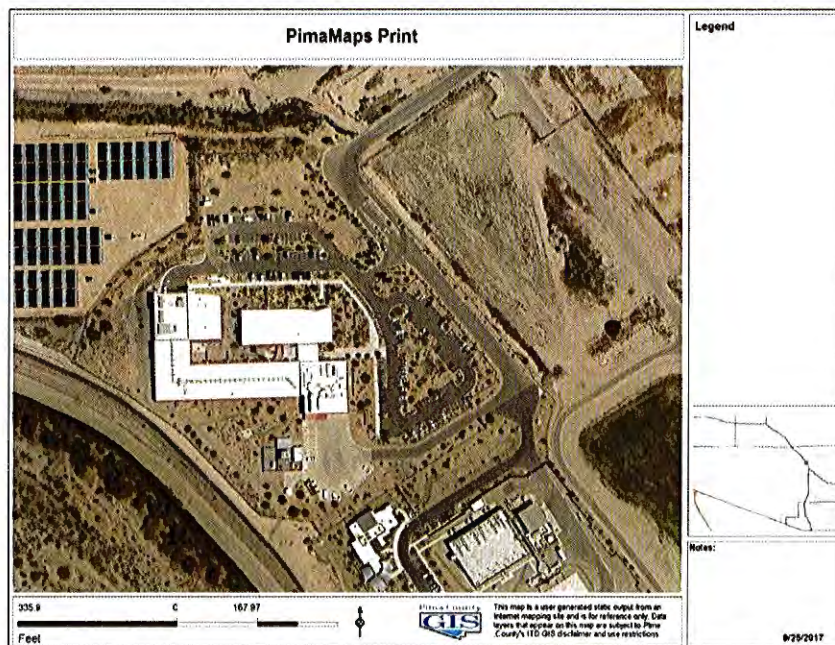 PimaMaps Print
Legend
Notes:
335.9 0 167.97
Feet
Pima County
GIS
This map is a user generated static output from an
Internet mapping site and is for reference only. Data
layers that appear on this map are subject to Pima
County's ITD GIS disclaimer and use restrictions
9/25/2017